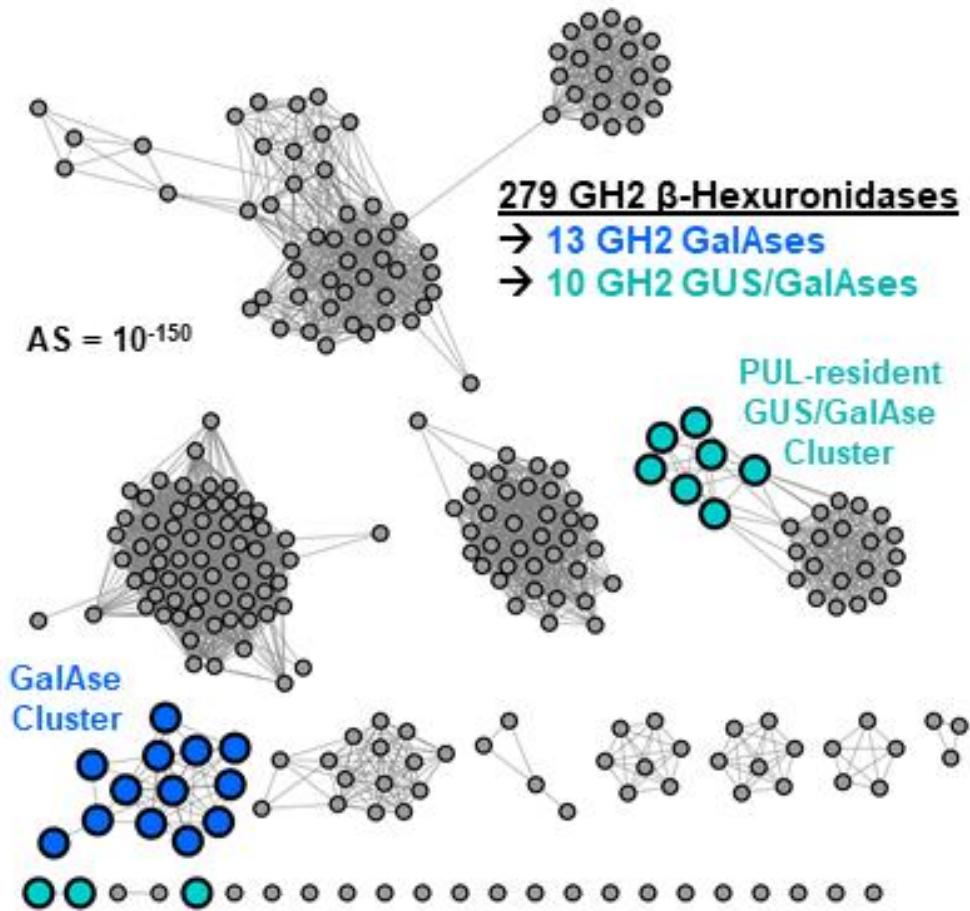 279 GH2 β-Hexuronidases
→ 13 GH2 GalAses
→ 10 GH2 GUS/GalAses
AS = 10⁻¹⁵⁰
PUL-resident
GUS/GalAse
Cluster
GalAse
Cluster